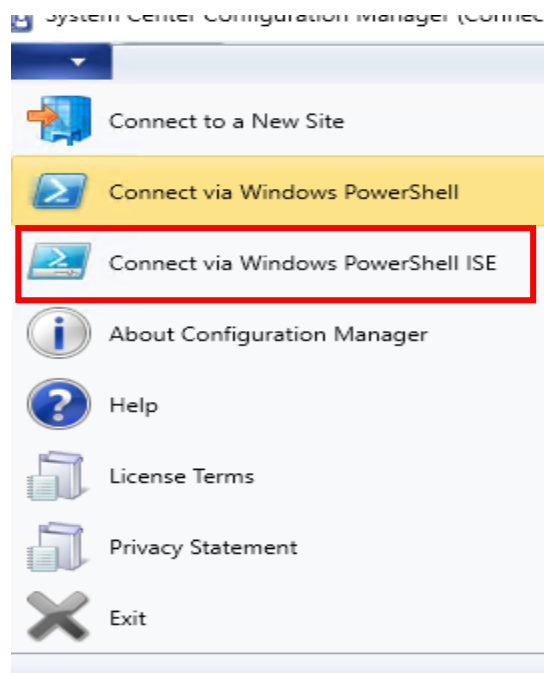 System Center Configuration Manager (Connec
Connect to a New Site
Connect via Windows PowerShell
Connect via Windows PowerShell ISE
About Configuration Manager
Help
License Terms
Privacy Statement
Exit